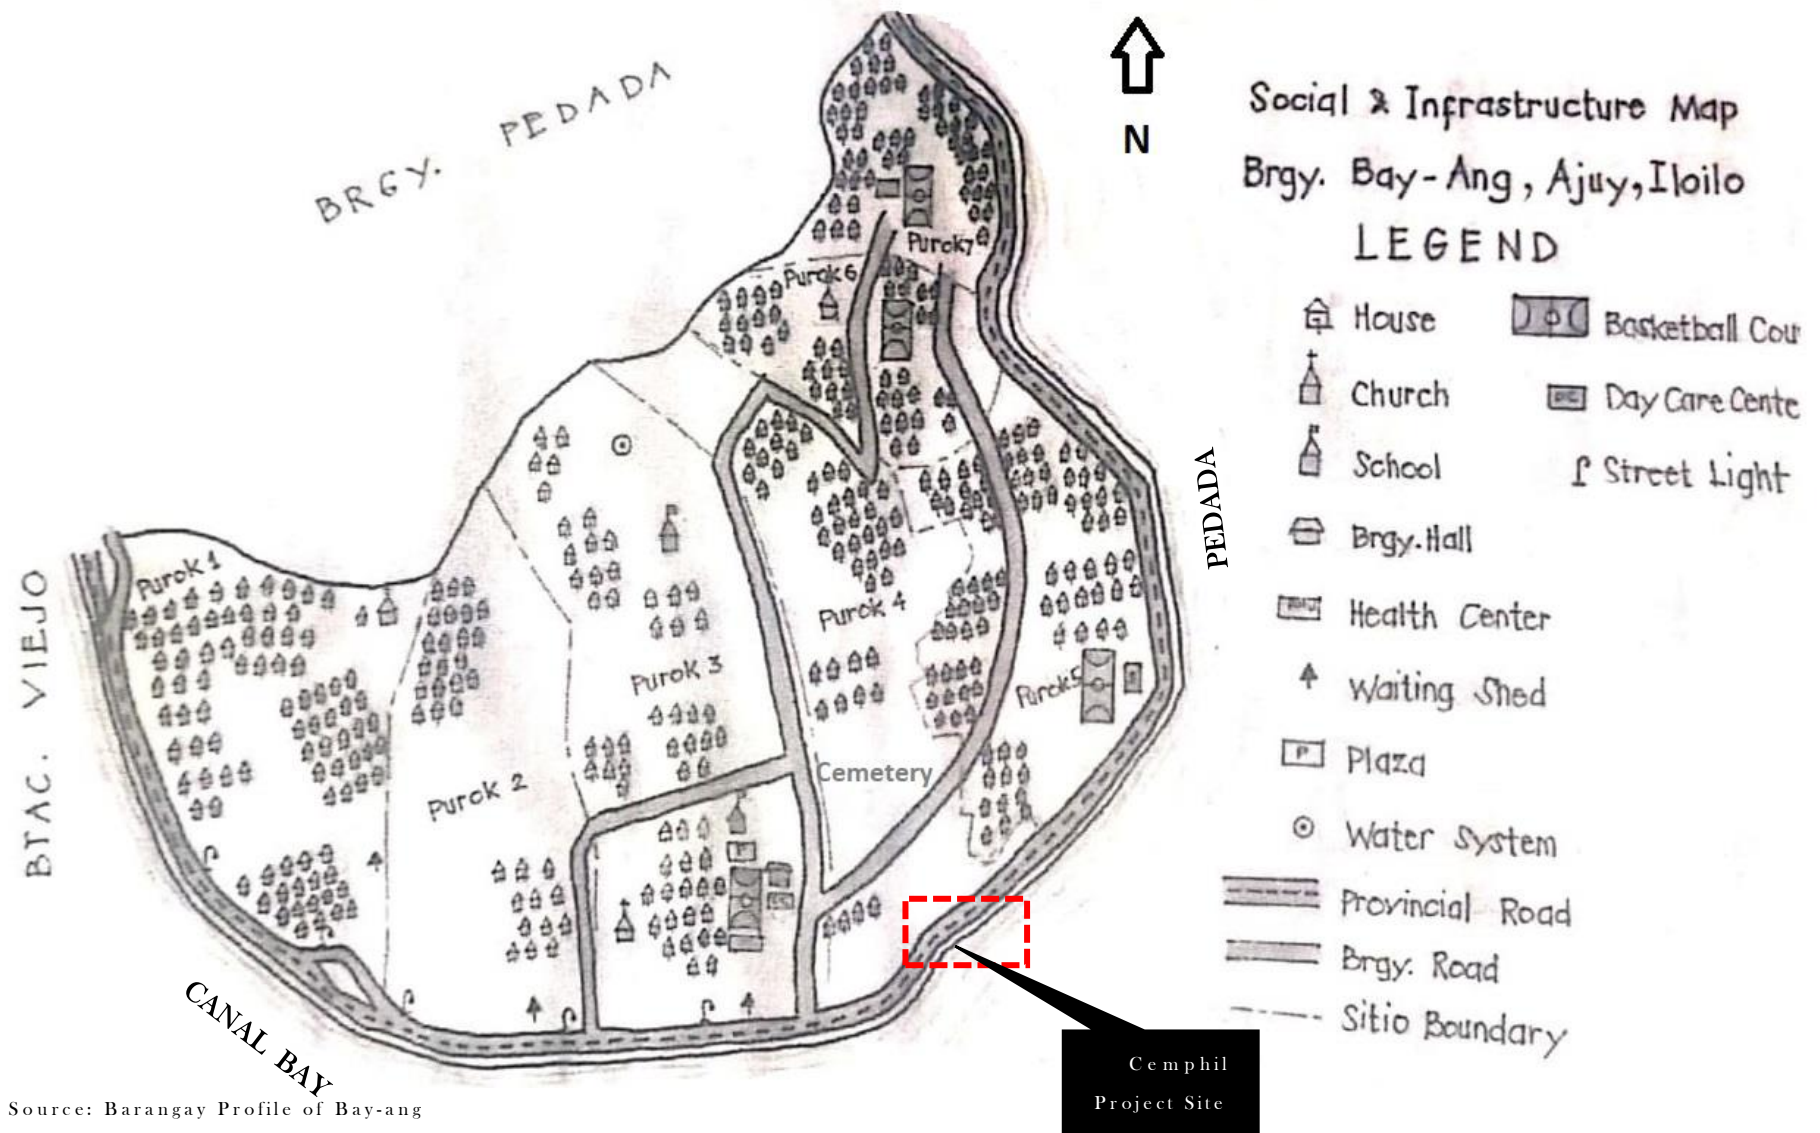 BRGY. PEDADA
N
Social & Infrastructure Map
Brgy. Bay-Ang, Ajuy, Iloilo
LEGEND
House
Church
School
Brgy. Hall
Health Center
Waiting Shed
P
Plaza
Water System
Provincial Road
Brgy. Road
Sitio Boundary
Basketball Cou
DC
Day Care Cente
Street Light
Purok 7
Purok 6
Purok 1
Purok 4
Purok 3
Purok 5
Purok 2
Cemetery
P
PEDADA
BTAC. VIEJO
CANAL BAY
Cemphil
Project Site
Source: Barangay Profile of Bay-ang